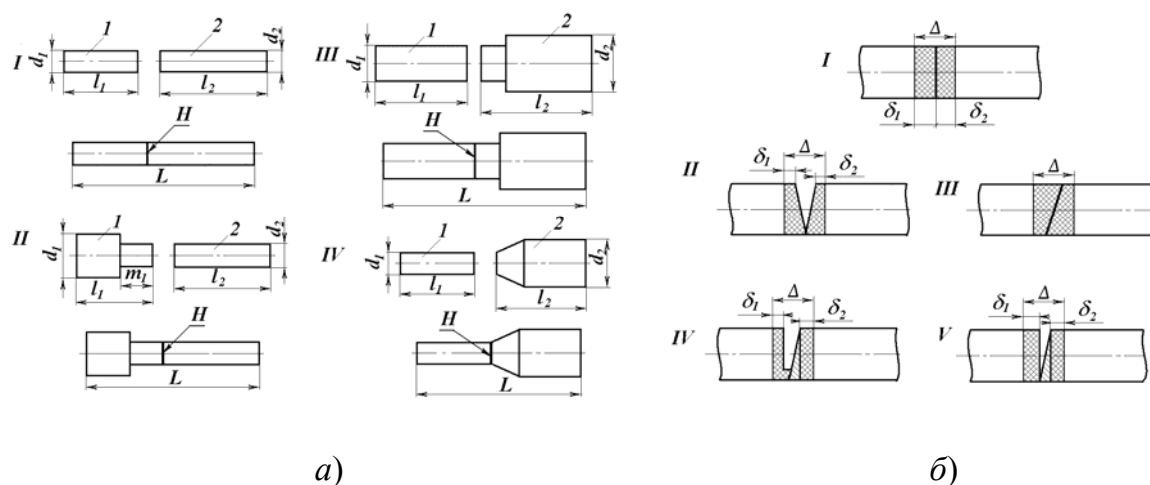 I d₁ 1 2 d₂
l₁ l₂
H
L
II d₁ 1 2 d₂
m₁
l₁ l₂
H
L
III d₁ 1 2 d₂
l₁ l₂
H
L
IV d₁ 1 2 d₂
l₁ l₂
H
L
а)
I Δ
δ₁ δ₂
II δ₁ Δ δ₂
III Δ
IV δ₁ Δ δ₂
V δ₁ Δ δ₂
б)